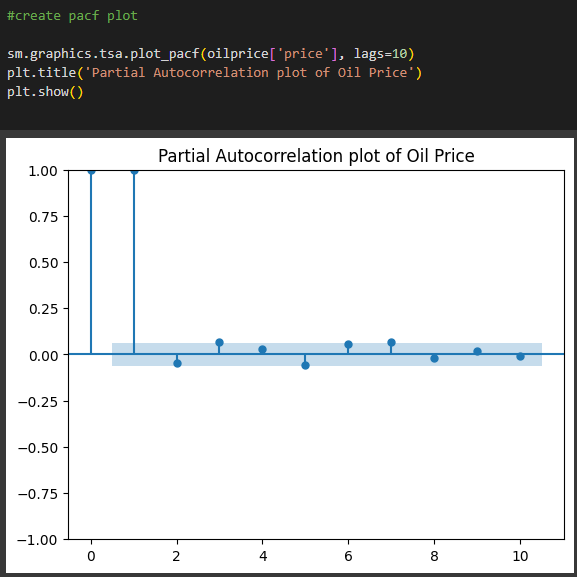 #create pacf plot
sm.graphics.tsa.plot_pacf(oilprice['price'], lags=10)
plt.title('Partial Autocorrelation plot of Oil Price')
plt.show()
Partial Autocorrelation plot of Oil Price
1.00
0.75
0.50
0.25
0.00
−0.25
−0.50
−0.75
−1.00
0 2 4 6 8 10